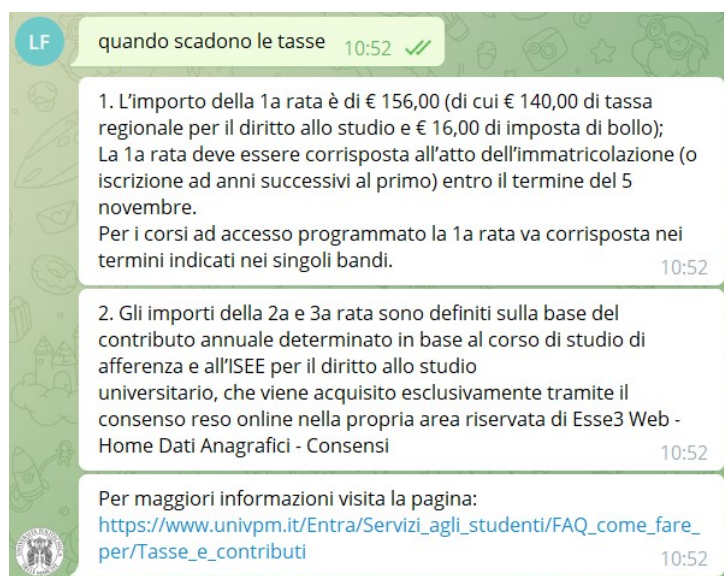 LF
quando scadono le tasse 10:52
1. L’importo della 1a rata è di € 156,00 (di cui € 140,00 di tassa
regionale per il diritto allo studio e € 16,00 di imposta di bollo);
La 1a rata deve essere corrisposta all’atto dell’immatricolazione (o
iscrizione ad anni successivi al primo) entro il termine del 5
novembre.
Per i corsi ad accesso programmato la 1a rata va corrisposta nei
termini indicati nei singoli bandi.
10:52
2. Gli importi della 2a e 3a rata sono definiti sulla base del
contributo annuale determinato in base al corso di studio di
afferenza e all’ISEE per il diritto allo studio
universitario, che viene acquisito esclusivamente tramite il
consenso reso online nella propria area riservata di Esse3 Web -
Home Dati Anagrafici - Consensi
10:52
Per maggiori informazioni visita la pagina:
https://www.univpm.it/Entra/Servizi_agli_studenti/FAQ_come_fare_
per/Tasse_e_contributi
10:52